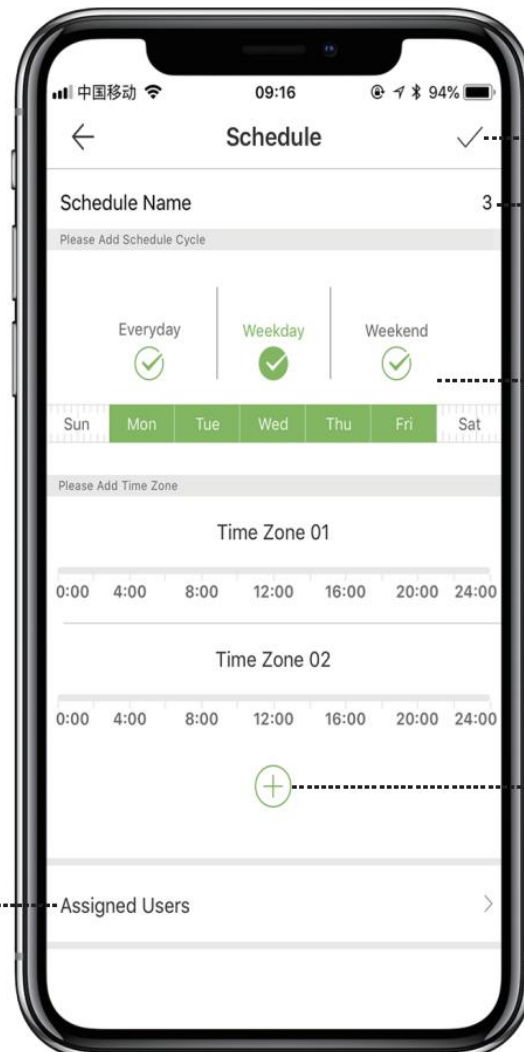 中国移动 09:16 94%
Schedule
Schedule Name 3
Please Add Schedule Cycle
Everyday Weekday Weekend
Sun Mon Tue Wed Thu Fri Sat
Please Add Time Zone
Time Zone 01
0:00 4:00 8:00 12:00 16:00 20:00 24:00
Time Zone 02
0:00 4:00 8:00 12:00 16:00 20:00 24:00
Assigned Users